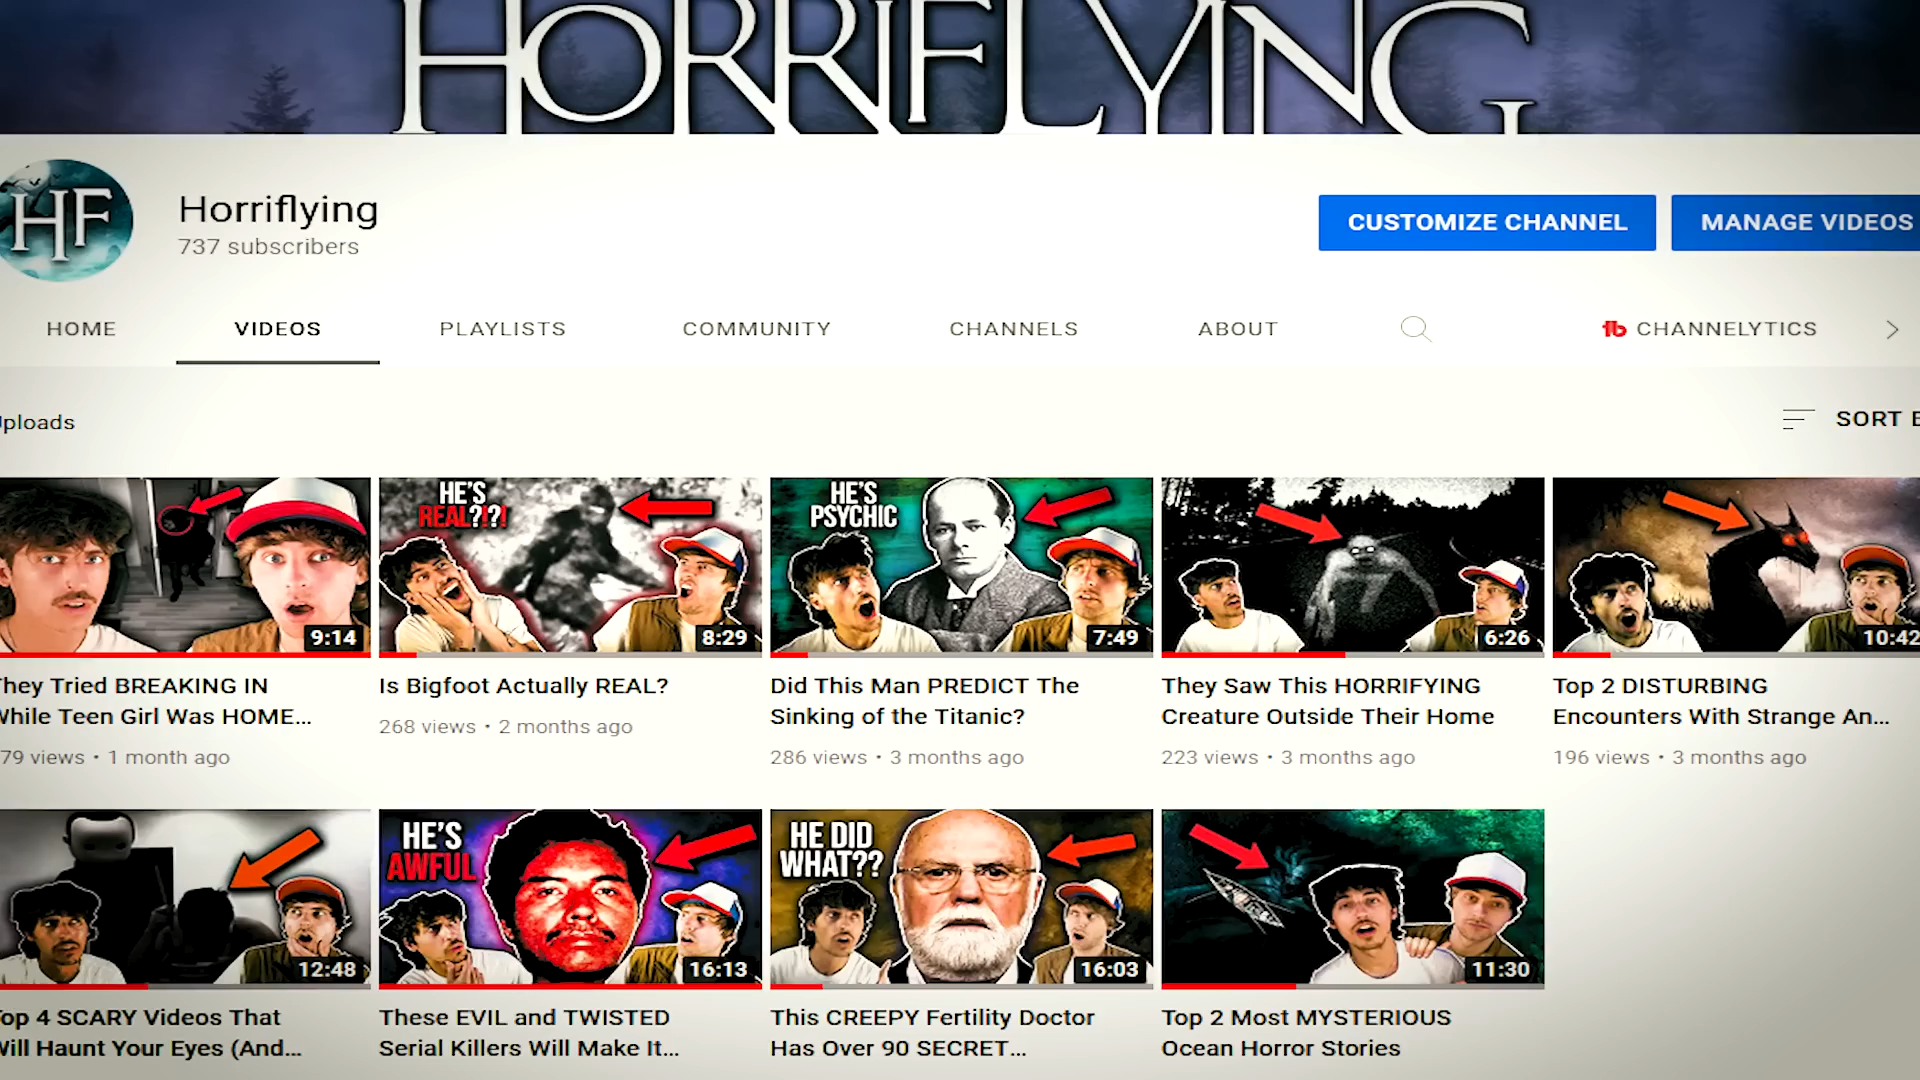 HORRIFLYING
HF
Horriflying
737 subscribers
CUSTOMIZE CHANNEL
MANAGE VIDEOS
HOME
VIDEOS
PLAYLISTS
COMMUNITY
CHANNELS
ABOUT
CHANNELYTICS
ploads
SORT B
9:14
HE'S
REAL??!
8:29
HE'S
PSYCHIC
7:49
6:26
10:42
They Tried BREAKING IN
While Teen Girl Was HOME...
79 views • 1 month ago
Is Bigfoot Actually REAL?
268 views • 2 months ago
Did This Man PREDICT The
Sinking of the Titanic?
286 views • 3 months ago
They Saw This HORRIFYING
Creature Outside Their Home
223 views • 3 months ago
Top 2 DISTURBING
Encounters With Strange An...
196 views • 3 months ago
12:48
HE'S
AWFUL
16:13
HE DID
WHAT??
16:03
11:30
Top 4 SCARY Videos That
Will Haunt Your Eyes (And...
These EVIL and TWISTED
Serial Killers Will Make It...
This CREEPY Fertility Doctor
Has Over 90 SECRET...
Top 2 Most MYSTERIOUS
Ocean Horror Stories